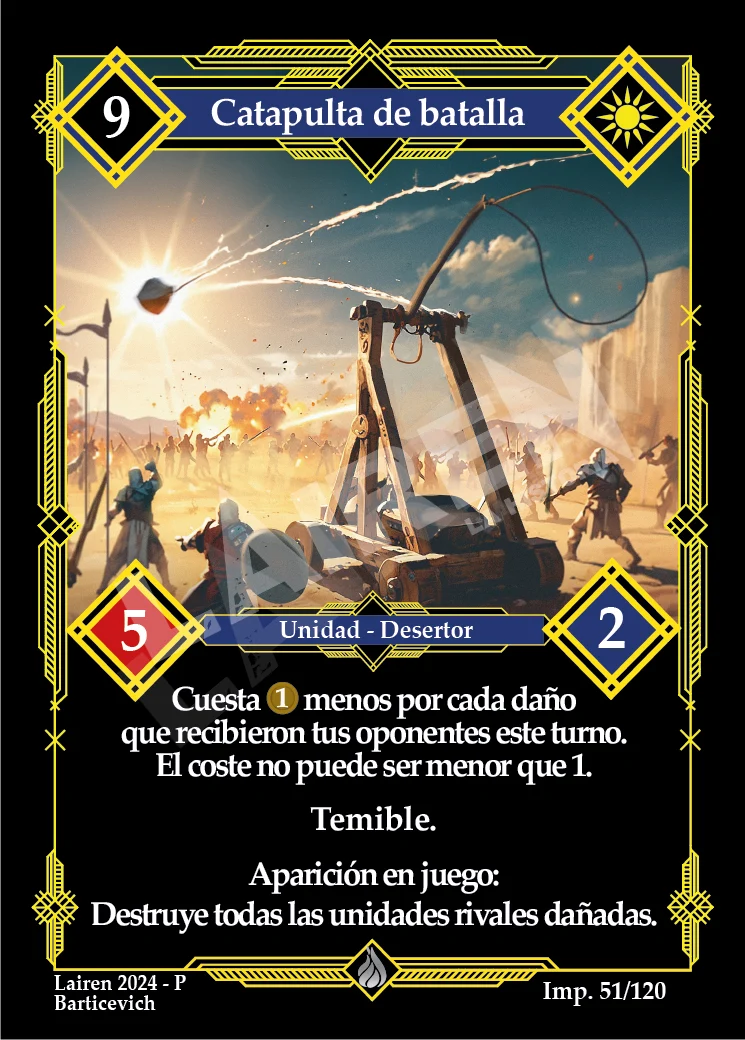 9
Catapulta de batalla
LAIREN
5
Unidad - Desertor
2
Cuesta 1 menos por cada daño
que recibieron tus oponentes este turno.
El coste no puede ser menor que 1.
Temible.
Aparición en juego:
Destruye todas las unidades rivales dañadas.
Lairen 2024 - P
Barticevich
Imp. 51/120